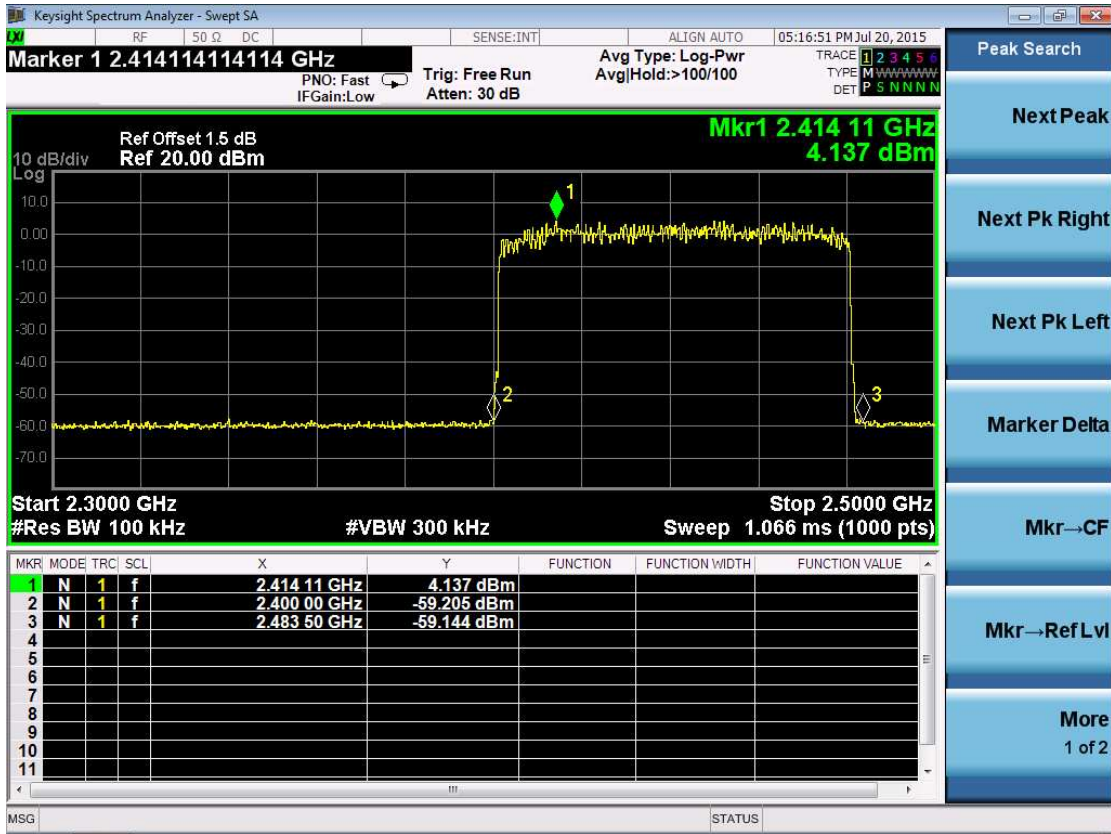 Keysight Spectrum Analyzer - Swept SA
LXI RF 50 Ω DC SENSE:INT ALIGN AUTO 05:16:51 PM Jul 20, 2015
Marker 1 2.414114114114 GHz
PNO: Fast
IFGain:Low
Trig: Free Run
Atten: 30 dB
Avg Type: Log-Pwr
Avg|Hold:>100/100
TRACE 1 2 3 4 5 6
TYPE M WWWWW
DET P S N N N N
Ref Offset 1.5 dB
10 dB/div Ref 20.00 dBm
Log
Mkr1 2.414 11 GHz
4.137 dBm
10.0
0.00
-10.0
-20.0
-30.0
-40.0
-50.0
-60.0
-70.0
1
2
3
Start 2.3000 GHz Stop 2.5000 GHz
#Res BW 100 kHz #VBW 300 kHz Sweep 1.066 ms (1000 pts)
MKR MODE TRC SCL X Y FUNCTION FUNCTION WIDTH FUNCTION VALUE
1 N 1 f 2.414 11 GHz 4.137 dBm
2 N 1 f 2.400 00 GHz -59.205 dBm
3 N 1 f 2.483 50 GHz -59.144 dBm
4
5
6
7
8
9
10
11
MSG STATUS
Peak Search
Next Peak
Next Pk Right
Next Pk Left
Marker Delta
Mkr→CF
Mkr→Ref Lvl
More
1 of 2